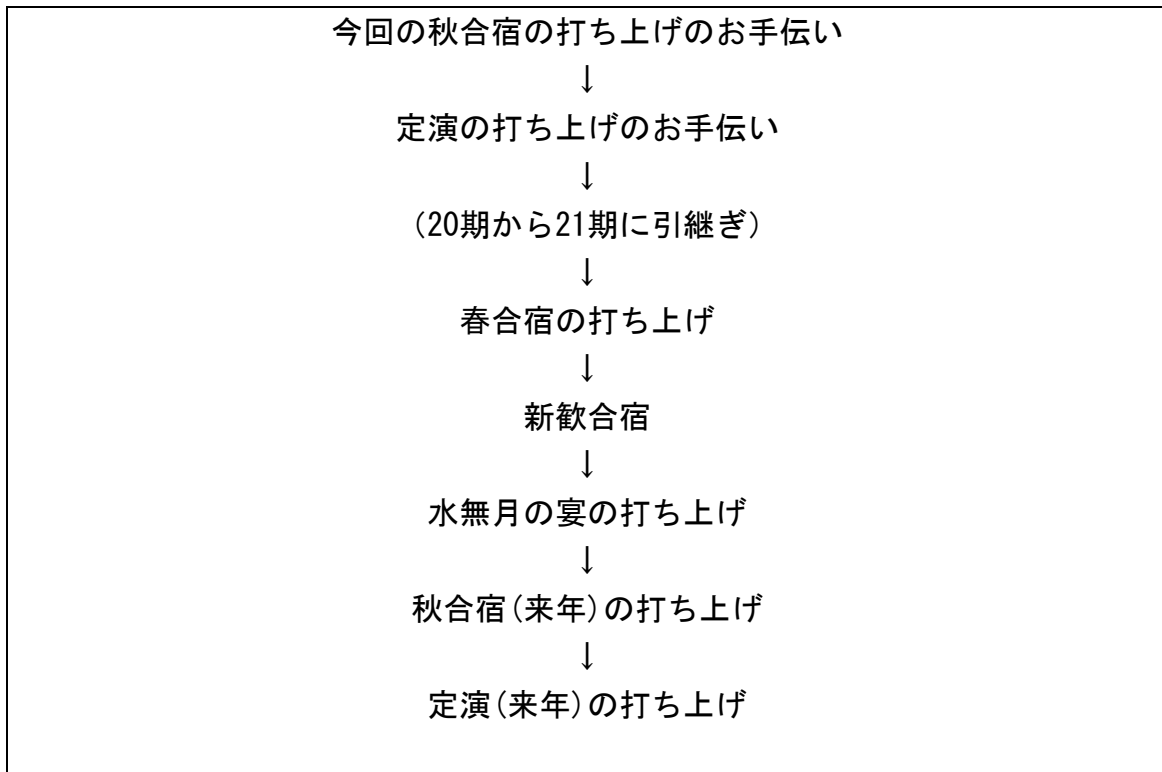 今回の秋合宿の打ち上げのお手伝い
↓
定演の打ち上げのお手伝い
↓
(20期から21期に引継ぎ)
↓
春合宿の打ち上げ
↓
新歓合宿
↓
水無月の宴の打ち上げ
↓
秋合宿(来年)の打ち上げ
↓
定演(来年)の打ち上げ